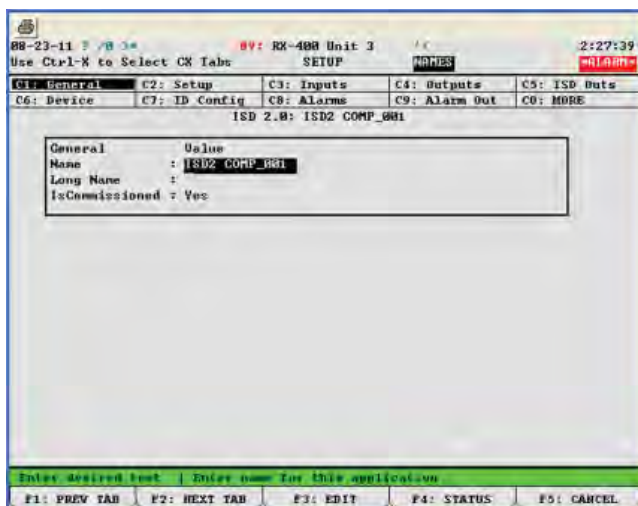 08-23-11 RX-400 Unit 3 2:27:39
Use Ctrl-X to Select CX Tabs SETUP NAMES *ALARM*
C1: General C2: Setup C3: Inputs C4: Outputs C5: ISD Outs
C6: Device C7: ID Config C8: Alarms C9: Alarm Out C0: MORE
ISD 2.0: ISD2 COMP_001
General Value
Name : ISD2 COMP_001
Long Name :
IsCommissioned : Yes
Enter desired text | Enter name for this application
F1: PREV TAB F2: NEXT TAB F3: EDIT F4: STATUS F5: CANCEL